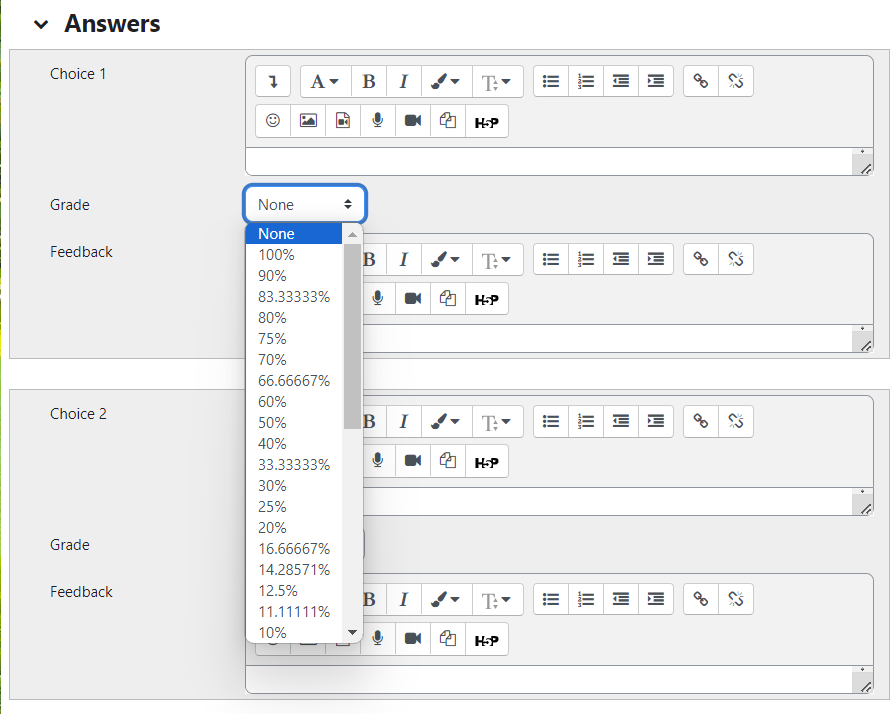 Answers
Choice 1
A B I T:
H5P
Grade
None
None
100%
90%
83.33333%
80%
75%
70%
66.66667%
60%
50%
40%
33.33333%
30%
25%
20%
16.66667%
14.28571%
12.5%
11.11111%
10%
Feedback
B I T:
H5P
Choice 2
B I T:
H5P
Grade
Feedback
B I T:
H5P